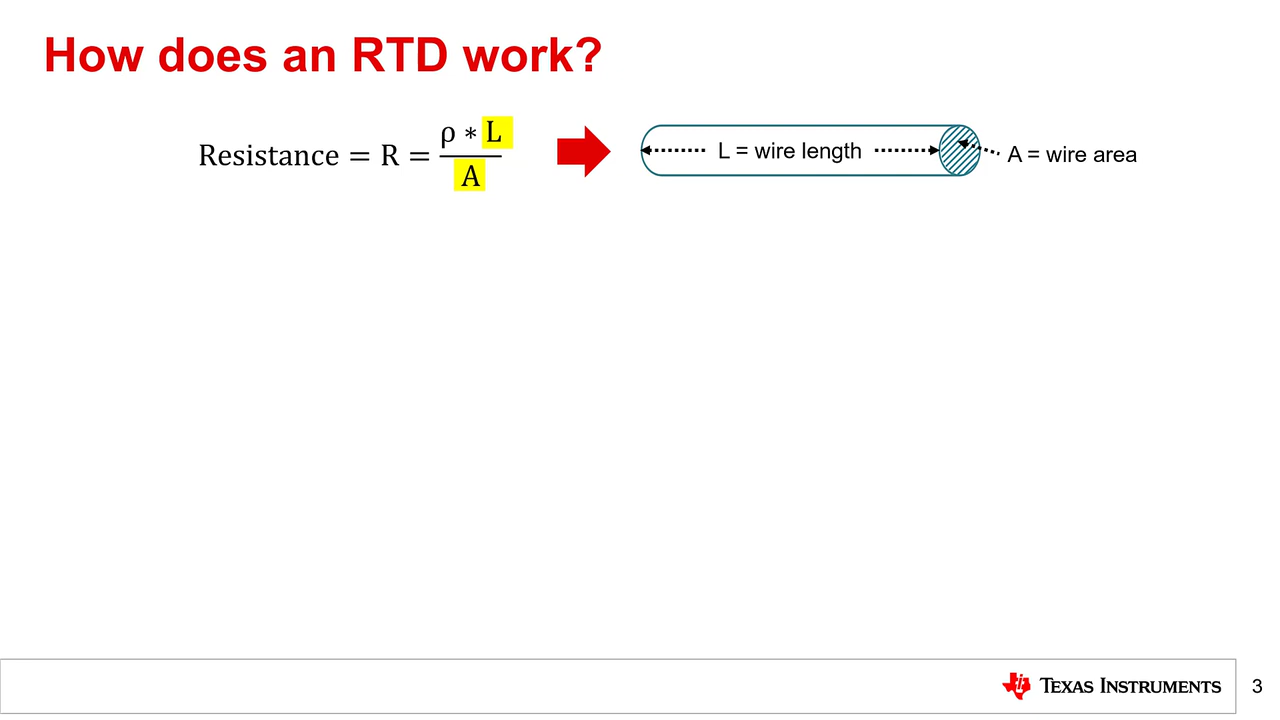 How does an RTD work?
Resistance = R = ρ ∗ L / A
L = wire length
A = wire area
TEXAS INSTRUMENTS
3